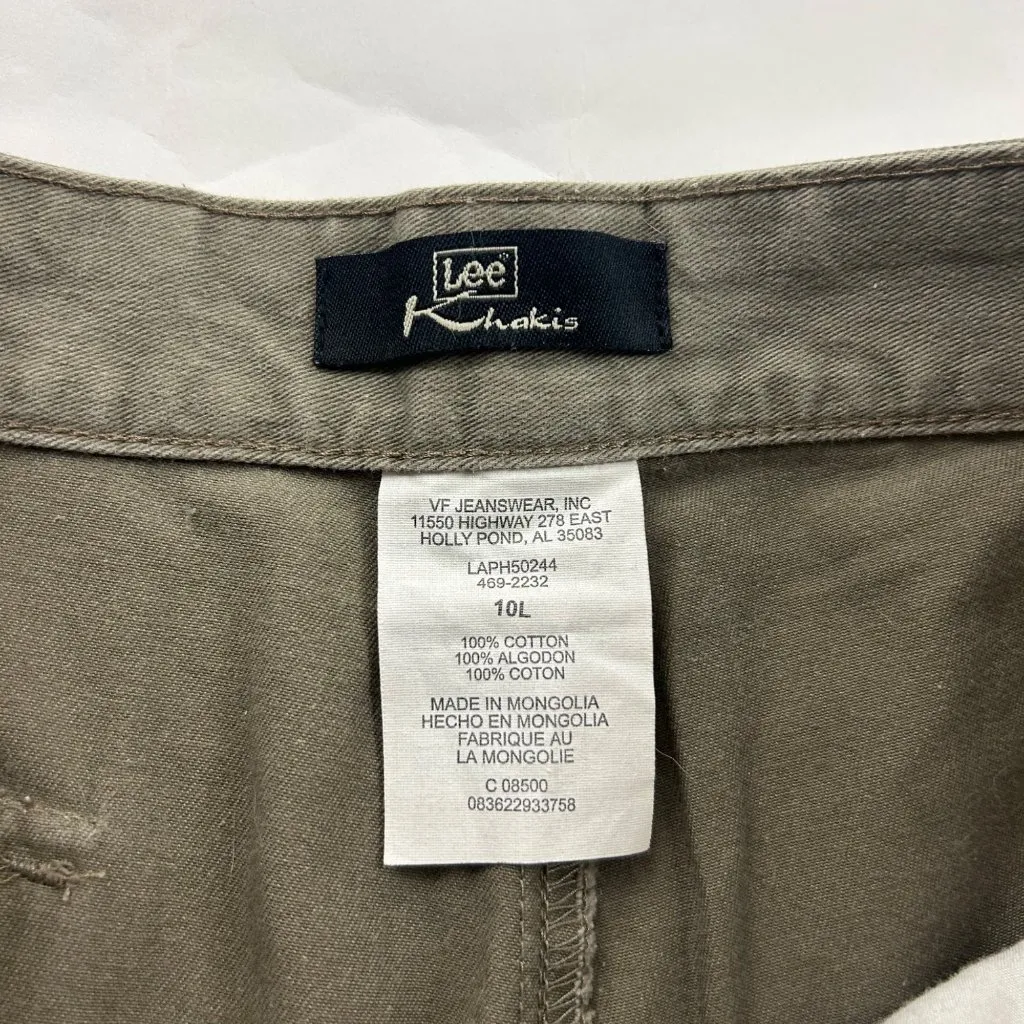 Lee®
Khakis
VF JEANSWEAR, INC
11550 HIGHWAY 278 EAST
HOLLY POND, AL 35083
LAPH50244
469-2232
10L
100% COTTON
100% ALGODON
100% COTON
MADE IN MONGOLIA
HECHO EN MONGOLIA
FABRIQUE AU
LA MONGOLIE
C 08500
083622933758